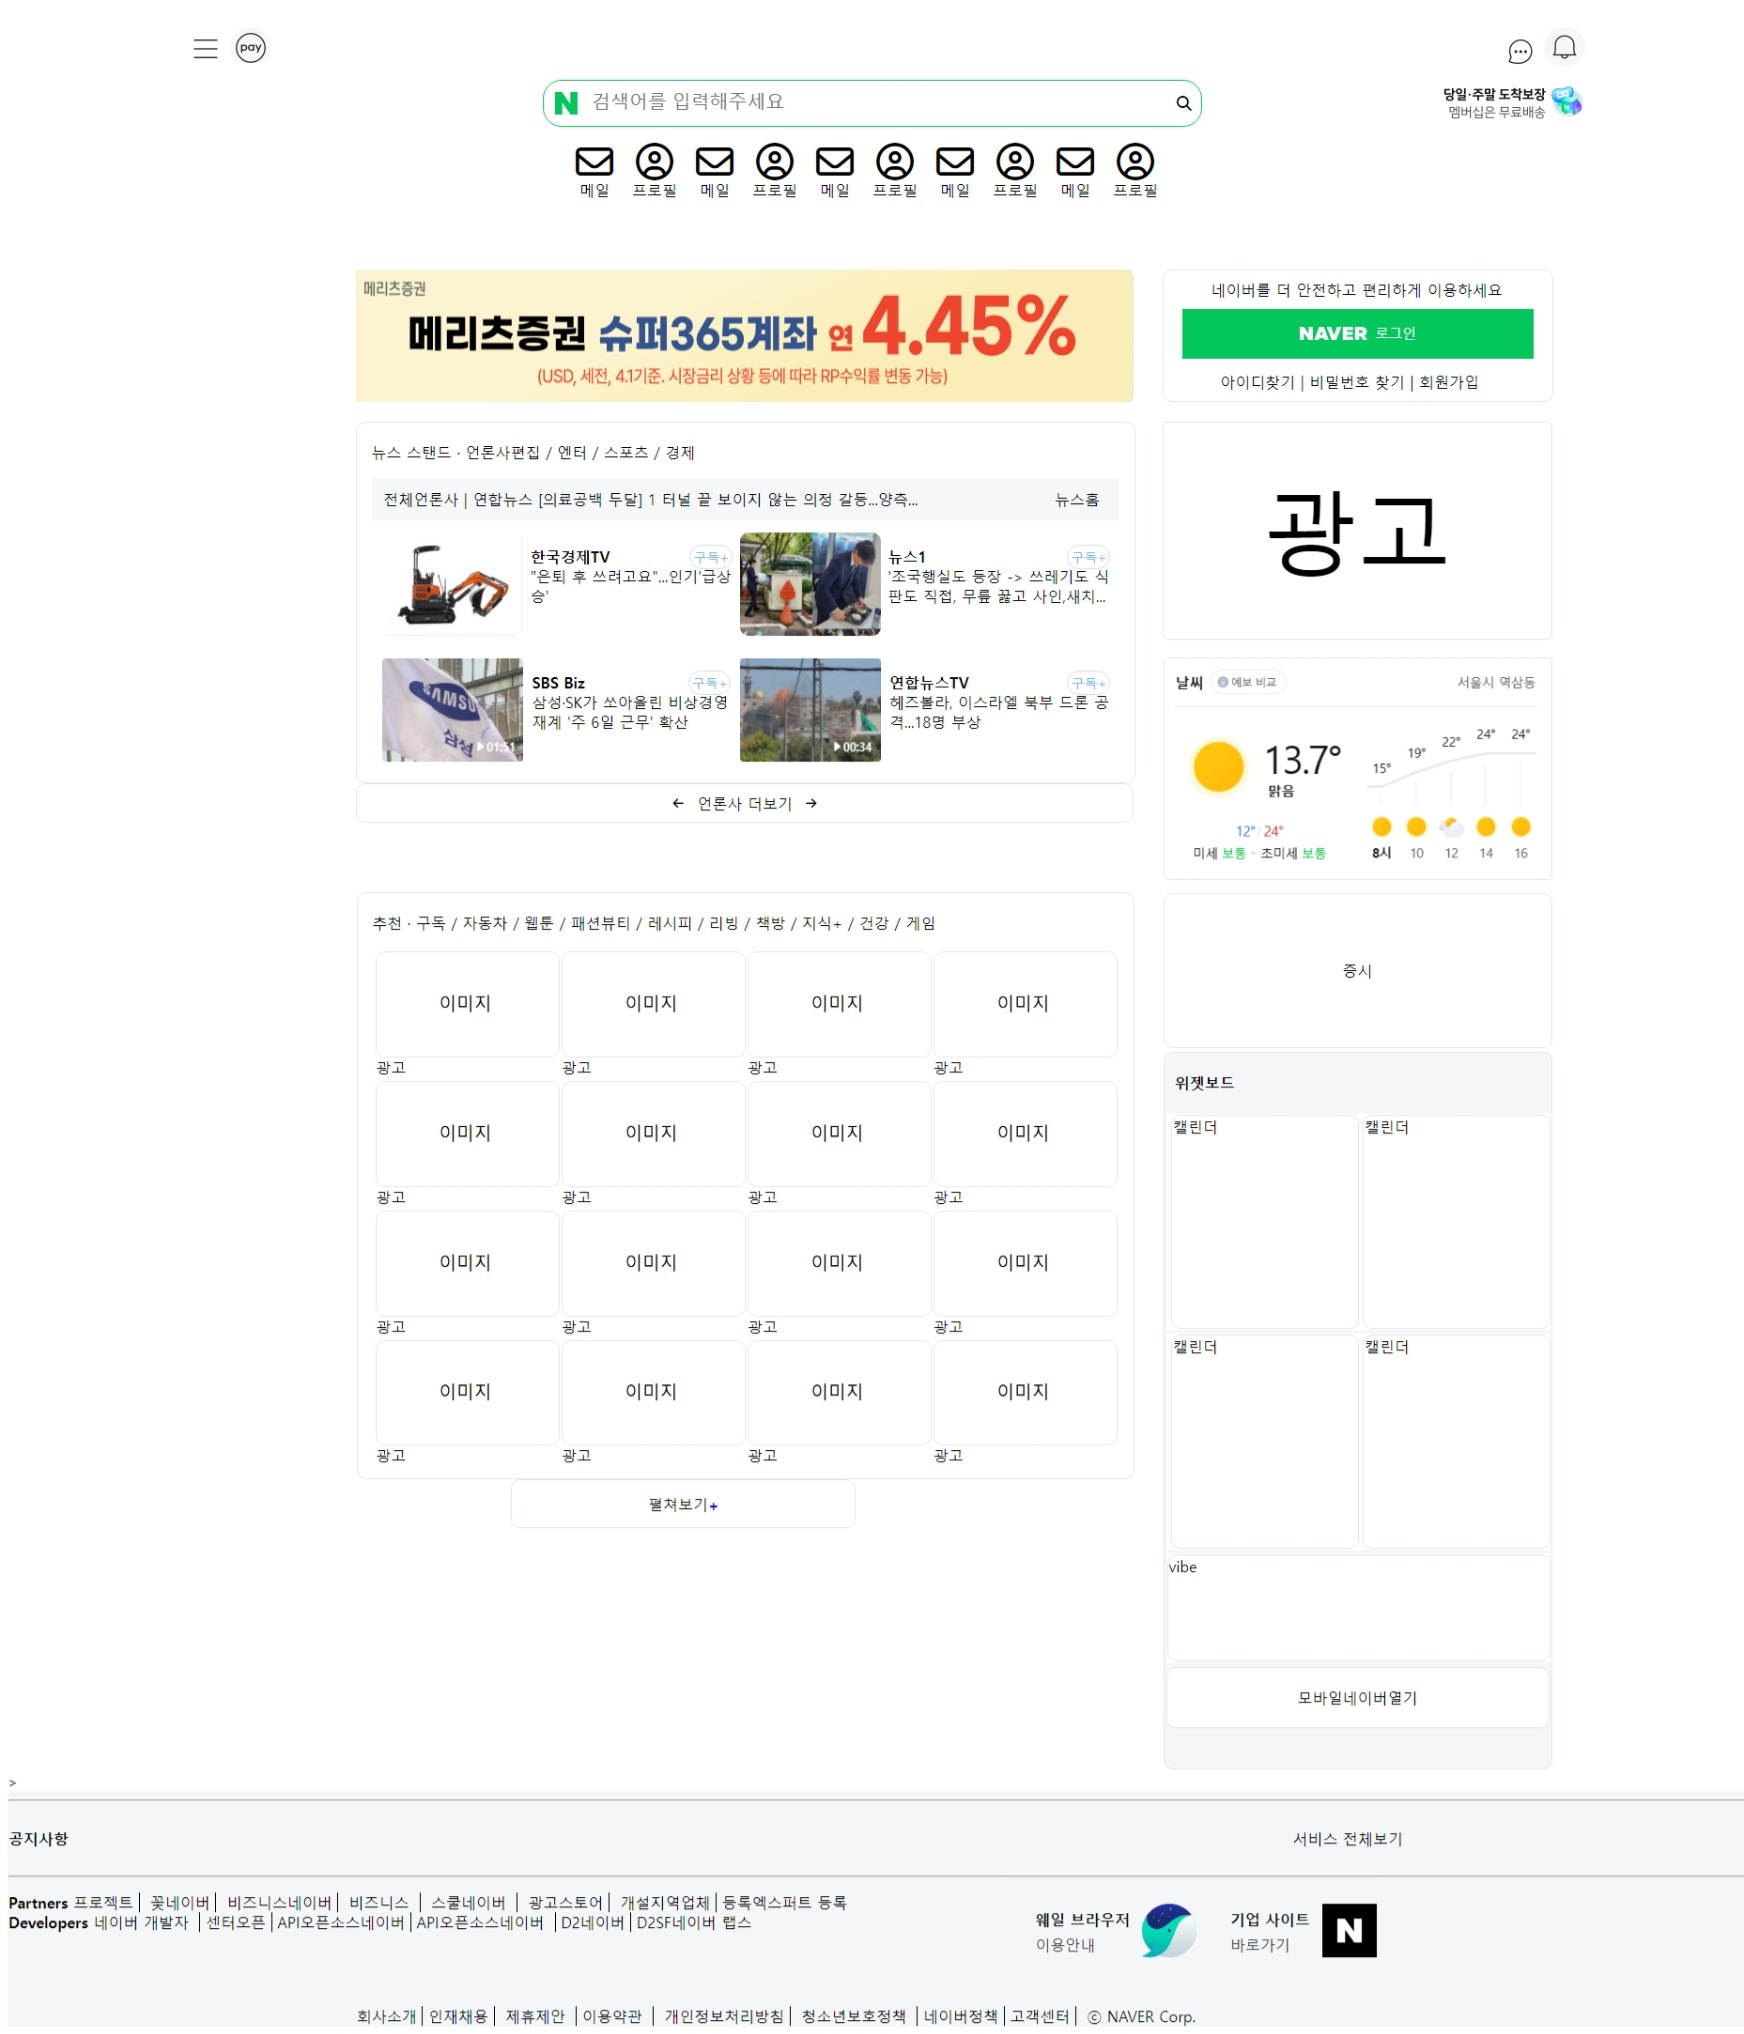 pay
N 검색어를 입력해주세요
당일·주말 도착보장
멤버십은 무료배송
메일 프로필 메일 프로필 메일 프로필 메일 프로필 메일 프로필
메리츠증권
메리츠증권 슈퍼365계좌 연 4.45%
(USD, 세전, 4.1기준. 시장금리 상황 등에 따라 RP수익률 변동 가능)
네이버를 더 안전하고 편리하게 이용하세요
NAVER 로그인
아이디찾기 | 비밀번호 찾기 | 회원가입
뉴스 스탠드 · 언론사편집 / 엔터 / 스포츠 / 경제
전체언론사 | 연합뉴스 [의료공백 두달] 1 터널 끝 보이지 않는 의정 갈등...양측... 뉴스홈
한국경제TV 구독+
"은퇴 후 쓰려고요"...인기'급상
승'
뉴스1 구독+
'조국행실도 등장 -> 쓰레기도 식
판도 직접, 무릎 꿇고 사인,새치...
SAMSU
삼성
01:51
SBS Biz 구독+
삼성·SK가 쏘아올린 비상경영
재계 '주 6일 근무' 확산
00:34
연합뉴스TV 구독+
헤즈볼라, 이스라엘 북부 드론 공
격...18명 부상
← 언론사 더보기 →
광고
날씨 예보 비교 서울시 역삼동
13.7°
맑음
12°/24°
미세 보통 · 초미세 보통
15° 19° 22° 24° 24°
8시 10 12 14 16
추천 · 구독 / 자동차 / 웹툰 / 패션뷰티 / 레시피 / 리빙 / 책방 / 지식+ / 건강 / 게임
이미지 이미지 이미지 이미지
광고 광고 광고 광고
이미지 이미지 이미지 이미지
광고 광고 광고 광고
이미지 이미지 이미지 이미지
광고 광고 광고 광고
이미지 이미지 이미지 이미지
광고 광고 광고 광고
펼쳐보기+
증시
위젯보드
캘린더 캘린더
캘린더 캘린더
vibe
모바일네이버열기
>
공지사항 서비스 전체보기
Partners 프로젝트| 꽃네이버| 비즈니스네이버| 비즈니스 | 스쿨네이버 | 광고스토어| 개설지역업체|등록엑스퍼트 등록
Developers 네이버 개발자 |센터오픈|API오픈소스네이버|API오픈소스네이버 |D2네이버|D2SF네이버 랩스
웨일 브라우저
이용안내
기업 사이트
바로가기
N
회사소개|인재채용| 제휴제안 |이용약관 | 개인정보처리방침| 청소년보호정책 |네이버정책|고객센터| ⓒ NAVER Corp.